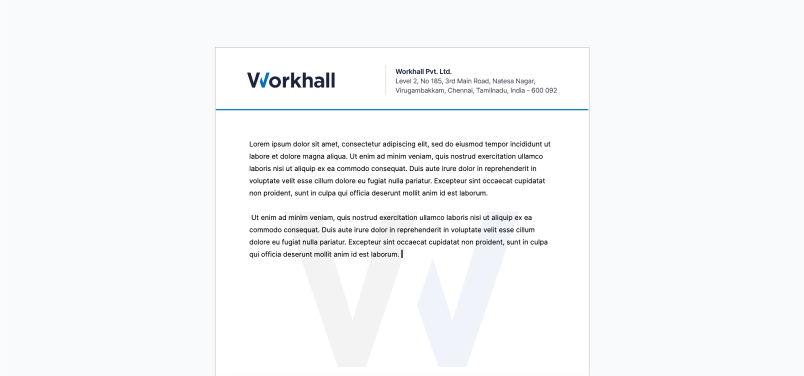 Workhall
Workhall Pvt. Ltd.
Level 2, No 185, 3rd Main Road, Natesa Nagar,
Virugambakkam, Chennai, Tamilnadu, India - 600 092
Lorem ipsum dolor sit amet, consectetur adipiscing elit, sed do eiusmod tempor incididunt ut
labore et dolore magna aliqua. Ut enim ad minim veniam, quis nostrud exercitation ullamco
laboris nisi ut aliquip ex ea commodo consequat. Duis aute irure dolor in reprehenderit in
voluptate velit esse cillum dolore eu fugiat nulla pariatur. Excepteur sint occaecat cupidatat
non proident, sunt in culpa qui officia deserunt mollit anim id est laborum.
Ut enim ad minim veniam, quis nostrud exercitation ullamco laboris nisi ut aliquip ex ea
commodo consequat. Duis aute irure dolor in reprehenderit in voluptate velit esse cillum
dolore eu fugiat nulla pariatur. Excepteur sint occaecat cupidatat non proident, sunt in culpa
qui officia deserunt mollit anim id est laborum.